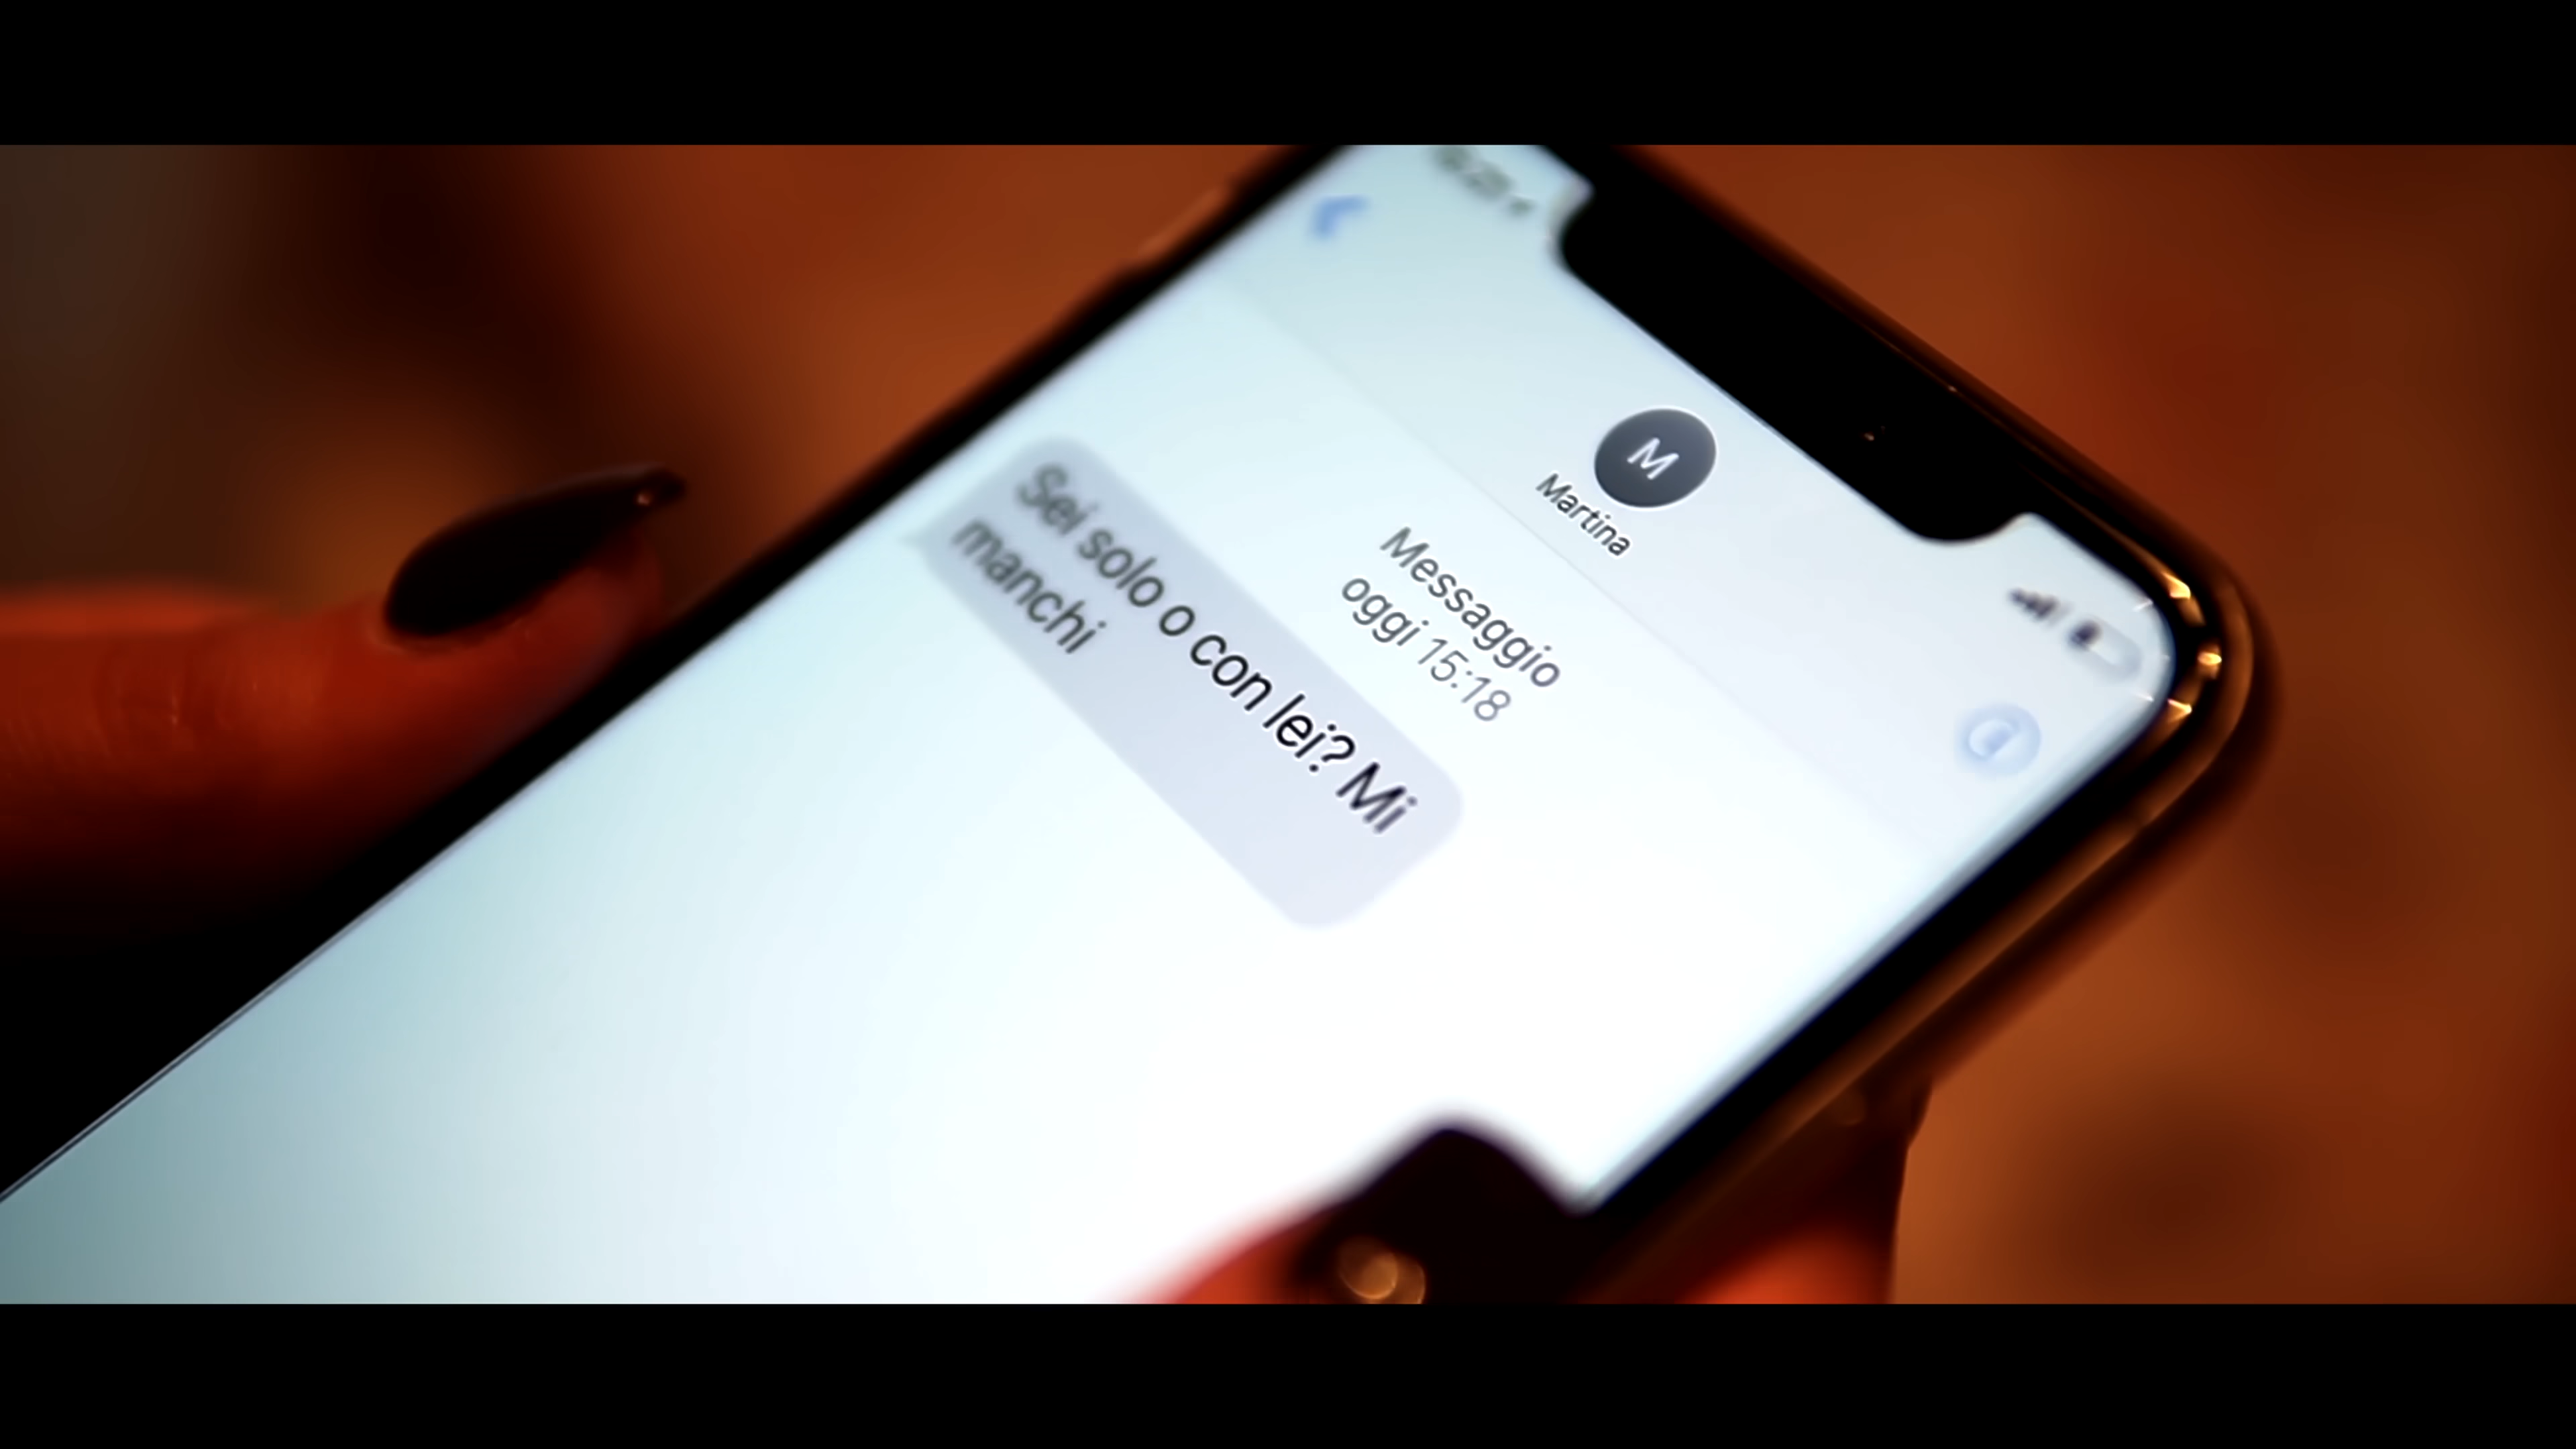 M
Martina
Messaggio
oggi 15:18
Sei solo o con lei? Mi
manchi